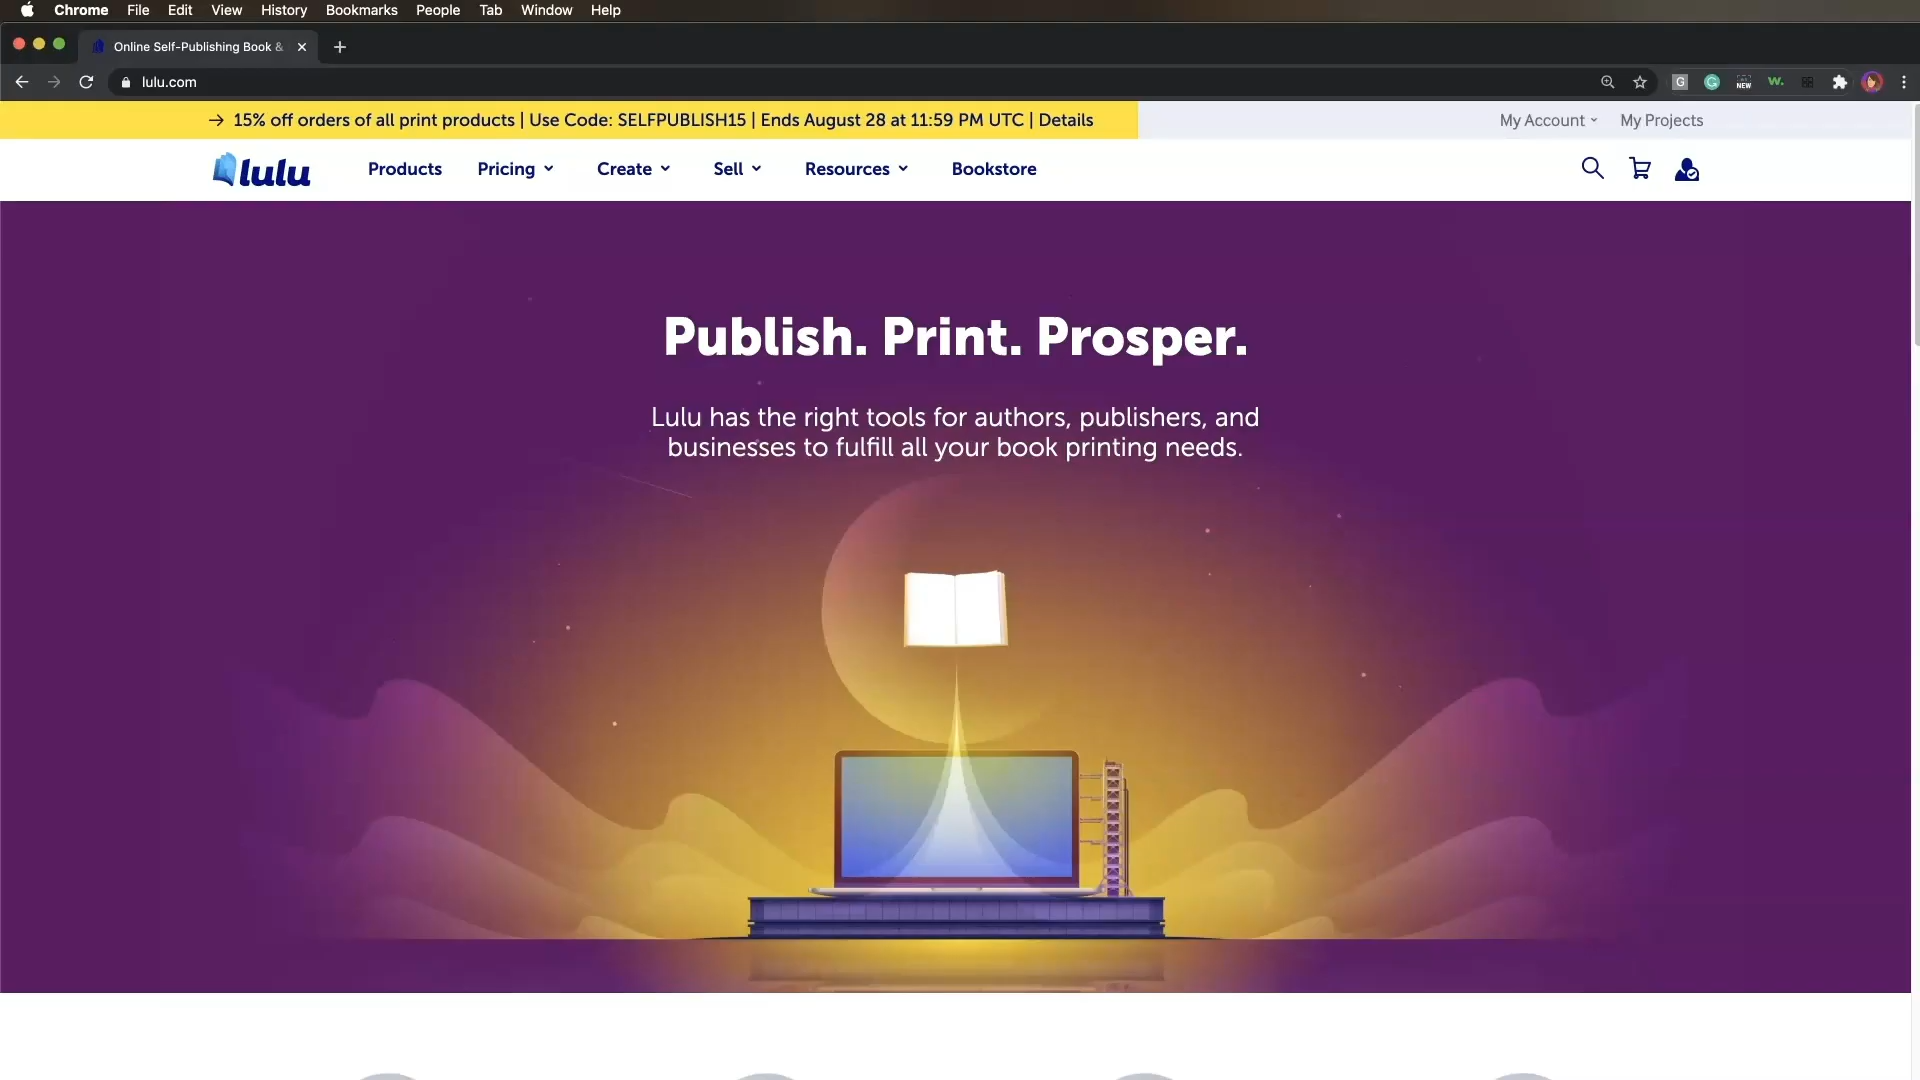 Chrome File Edit View History Bookmarks People Tab Window Help
Online Self-Publishing Book &
lulu.com
G
NEW
W.
→ 15% off orders of all print products | Use Code: SELFPUBLISH15 | Ends August 28 at 11:59 PM UTC | Details
My Account My Projects
lulu
Products Pricing Create Sell Resources Bookstore
Publish. Print. Prosper.
Lulu has the right tools for authors, publishers, and
businesses to fulfill all your book printing needs.